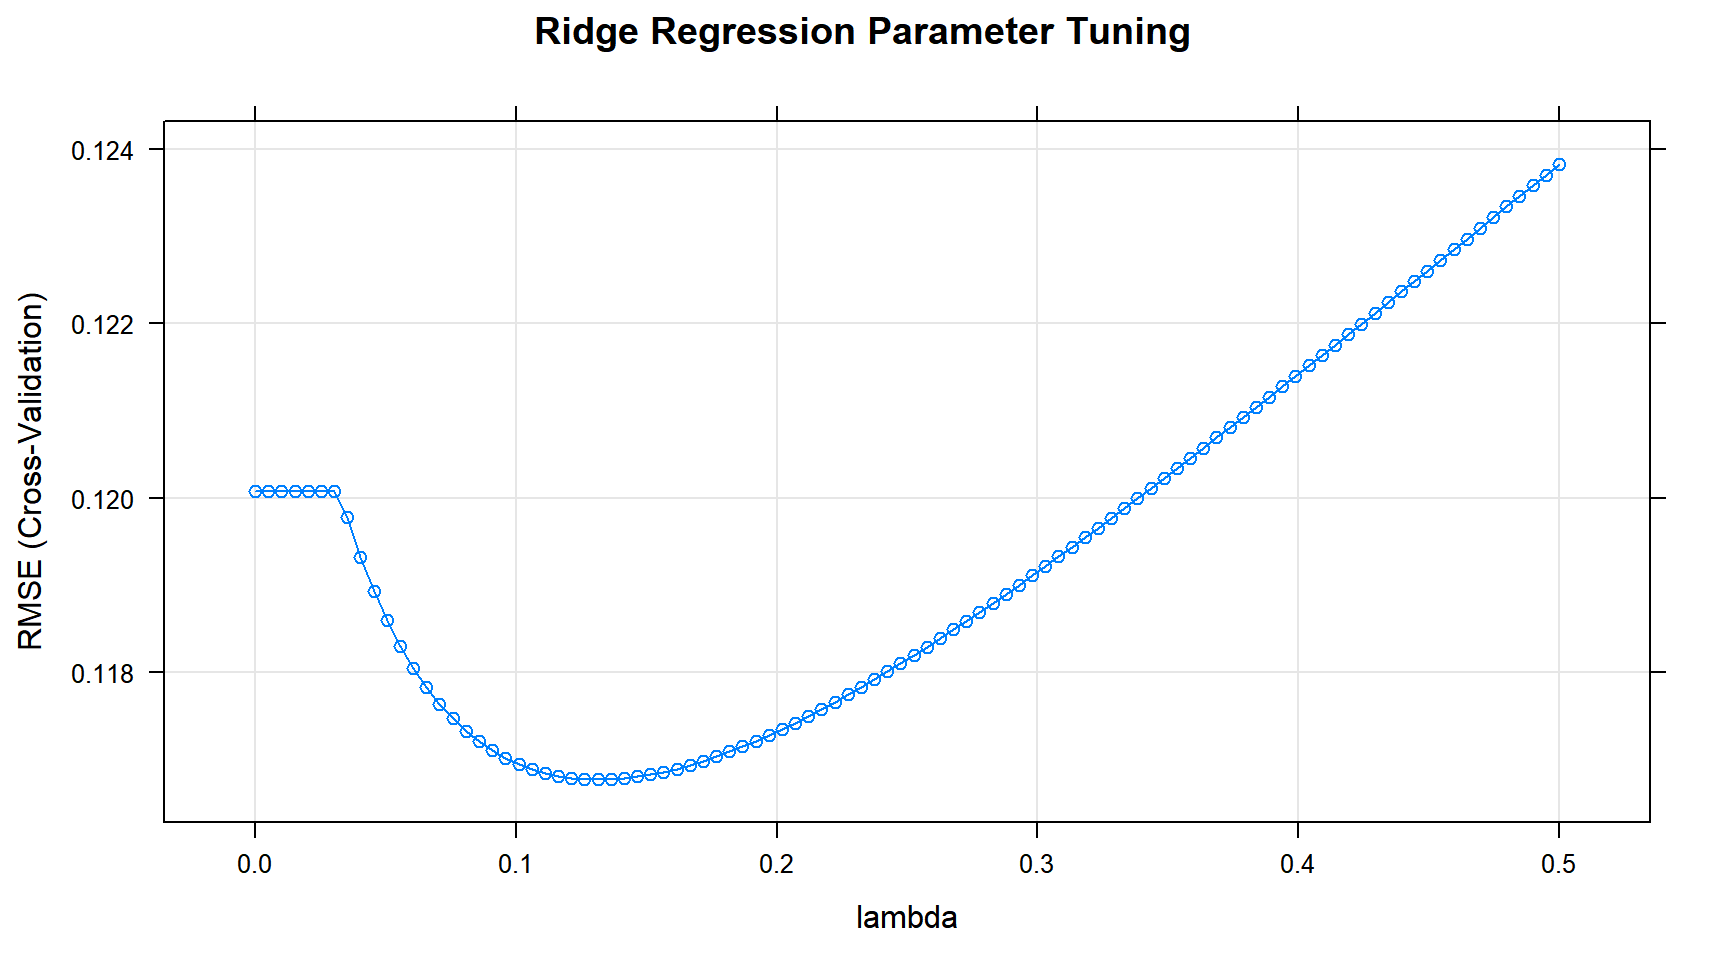 Ridge Regression Parameter Tuning
RMSE (Cross-Validation)
0.124
0.122
0.120
0.118
0.0 0.1 0.2 0.3 0.4 0.5
lambda